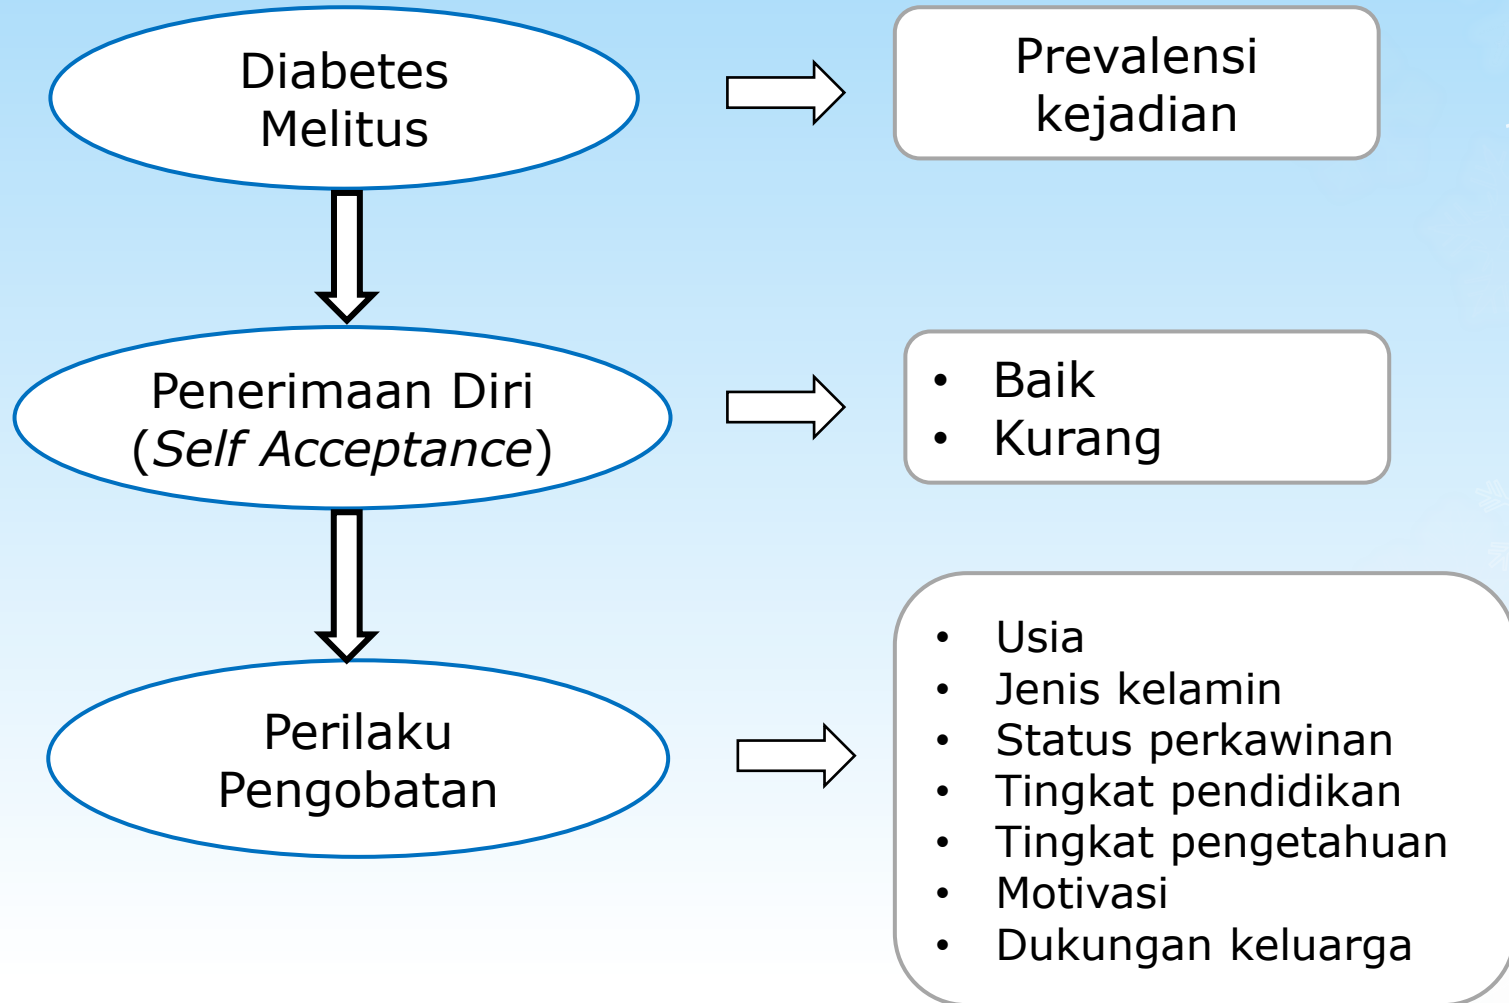 Diabetes
Melitus
Prevalensi
kejadian
Penerimaan Diri
(Self Acceptance)
• Baik
• Kurang
Perilaku
Pengobatan
• Usia
• Jenis kelamin
• Status perkawinan
• Tingkat pendidikan
• Tingkat pengetahuan
• Motivasi
• Dukungan keluarga